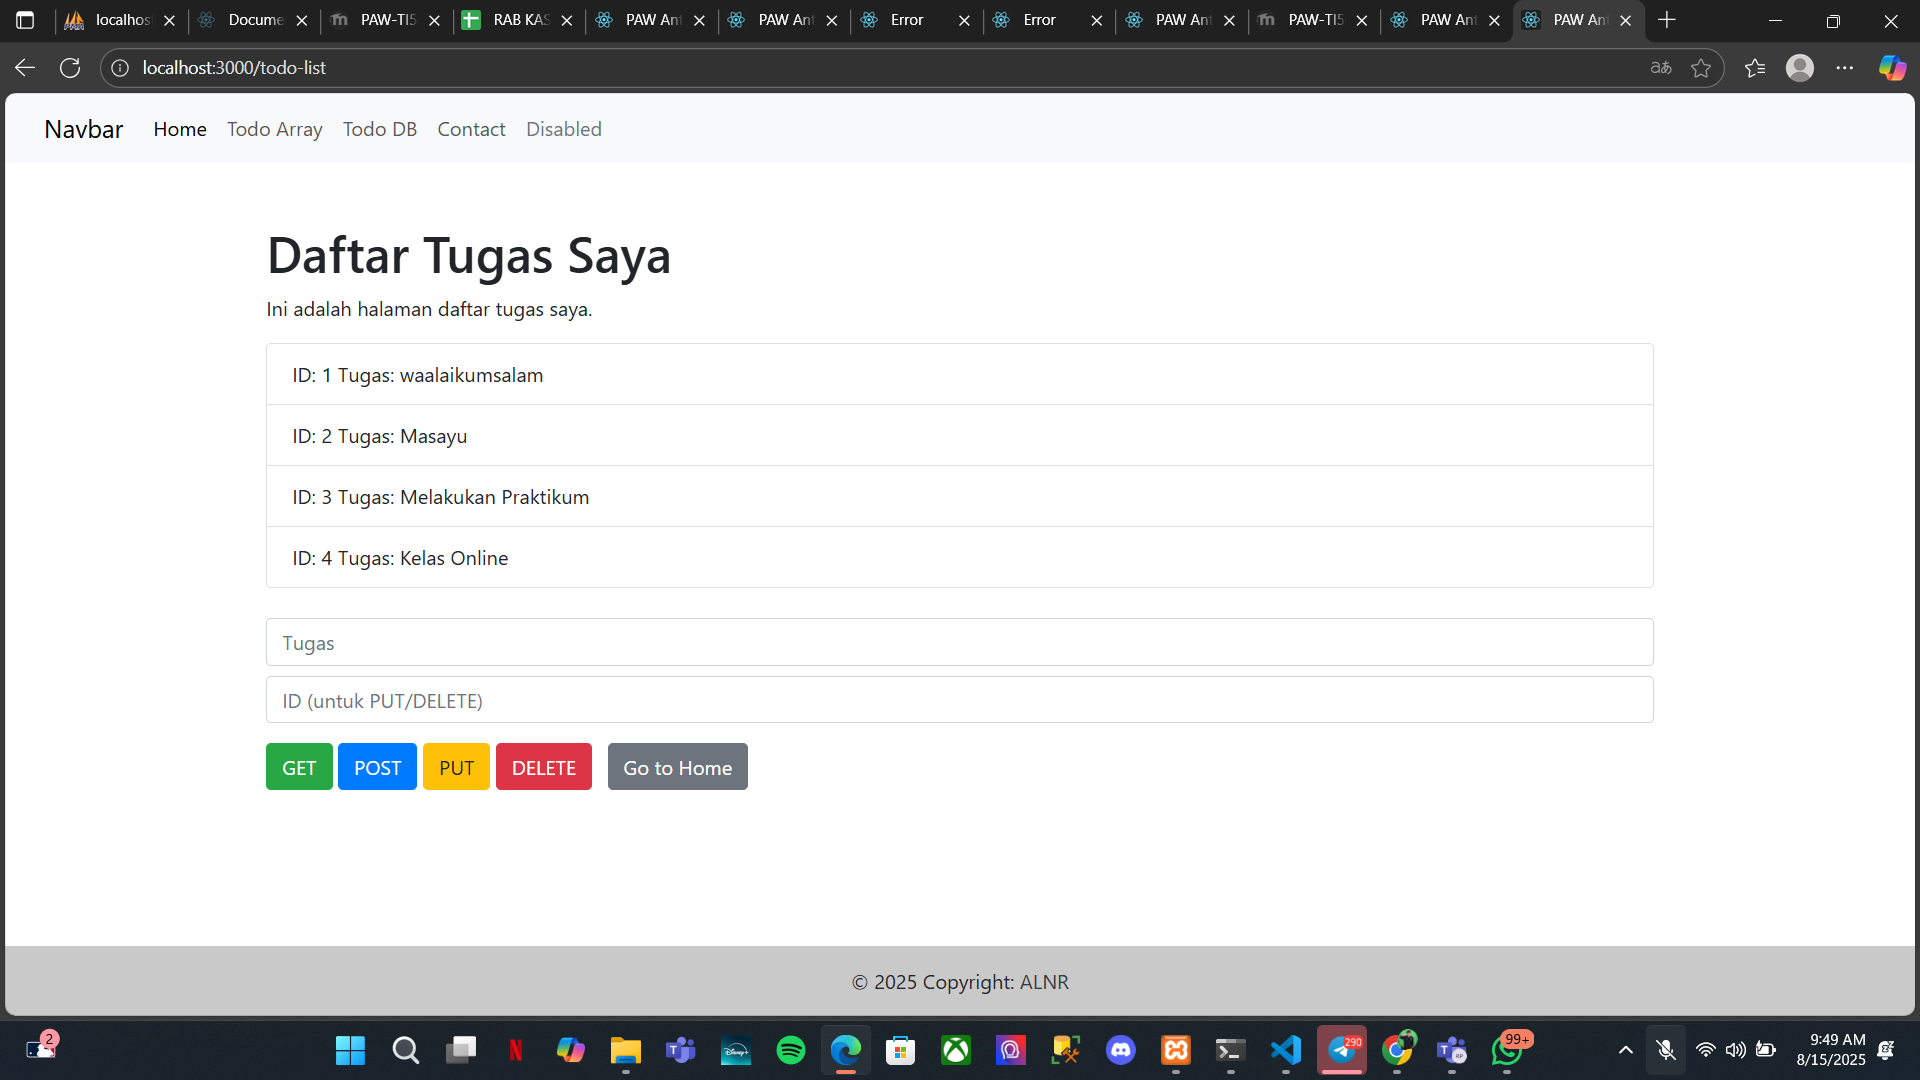 localhos
Docume
PAW-TI5
RAB KAS
PAW Ant
PAW Ant
Error
Error
PAW Ant
PAW-TI5
PAW Ant
PAW An
localhost:3000/todo-list
Navbar
Home
Todo Array
Todo DB
Contact
Disabled
Daftar Tugas Saya
Ini adalah halaman daftar tugas saya.
ID: 1 Tugas: waalaikumsalam
ID: 2 Tugas: Masayu
ID: 3 Tugas: Melakukan Praktikum
ID: 4 Tugas: Kelas Online
Tugas
ID (untuk PUT/DELETE)
GET
POST
PUT
DELETE
Go to Home
© 2025 Copyright: ALNR
2
290
99+
9:49 AM
8/15/2025